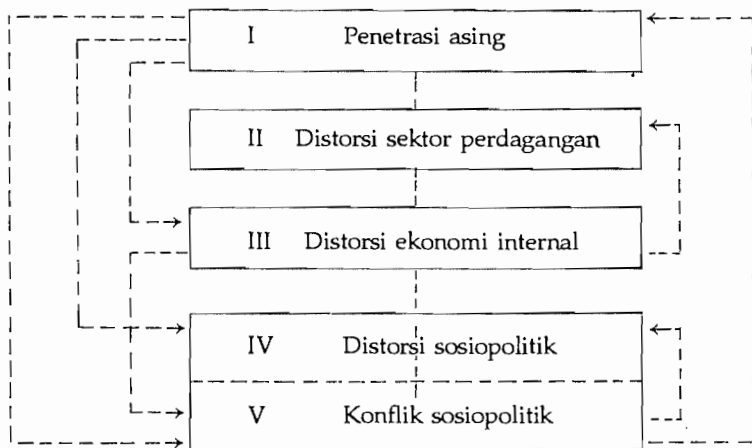 I Penetrasi asing
II Distorsi sektor perdagangan
III Distorsi ekonomi internal
IV Distorsi sosiopolitik
V Konflik sosiopolitik